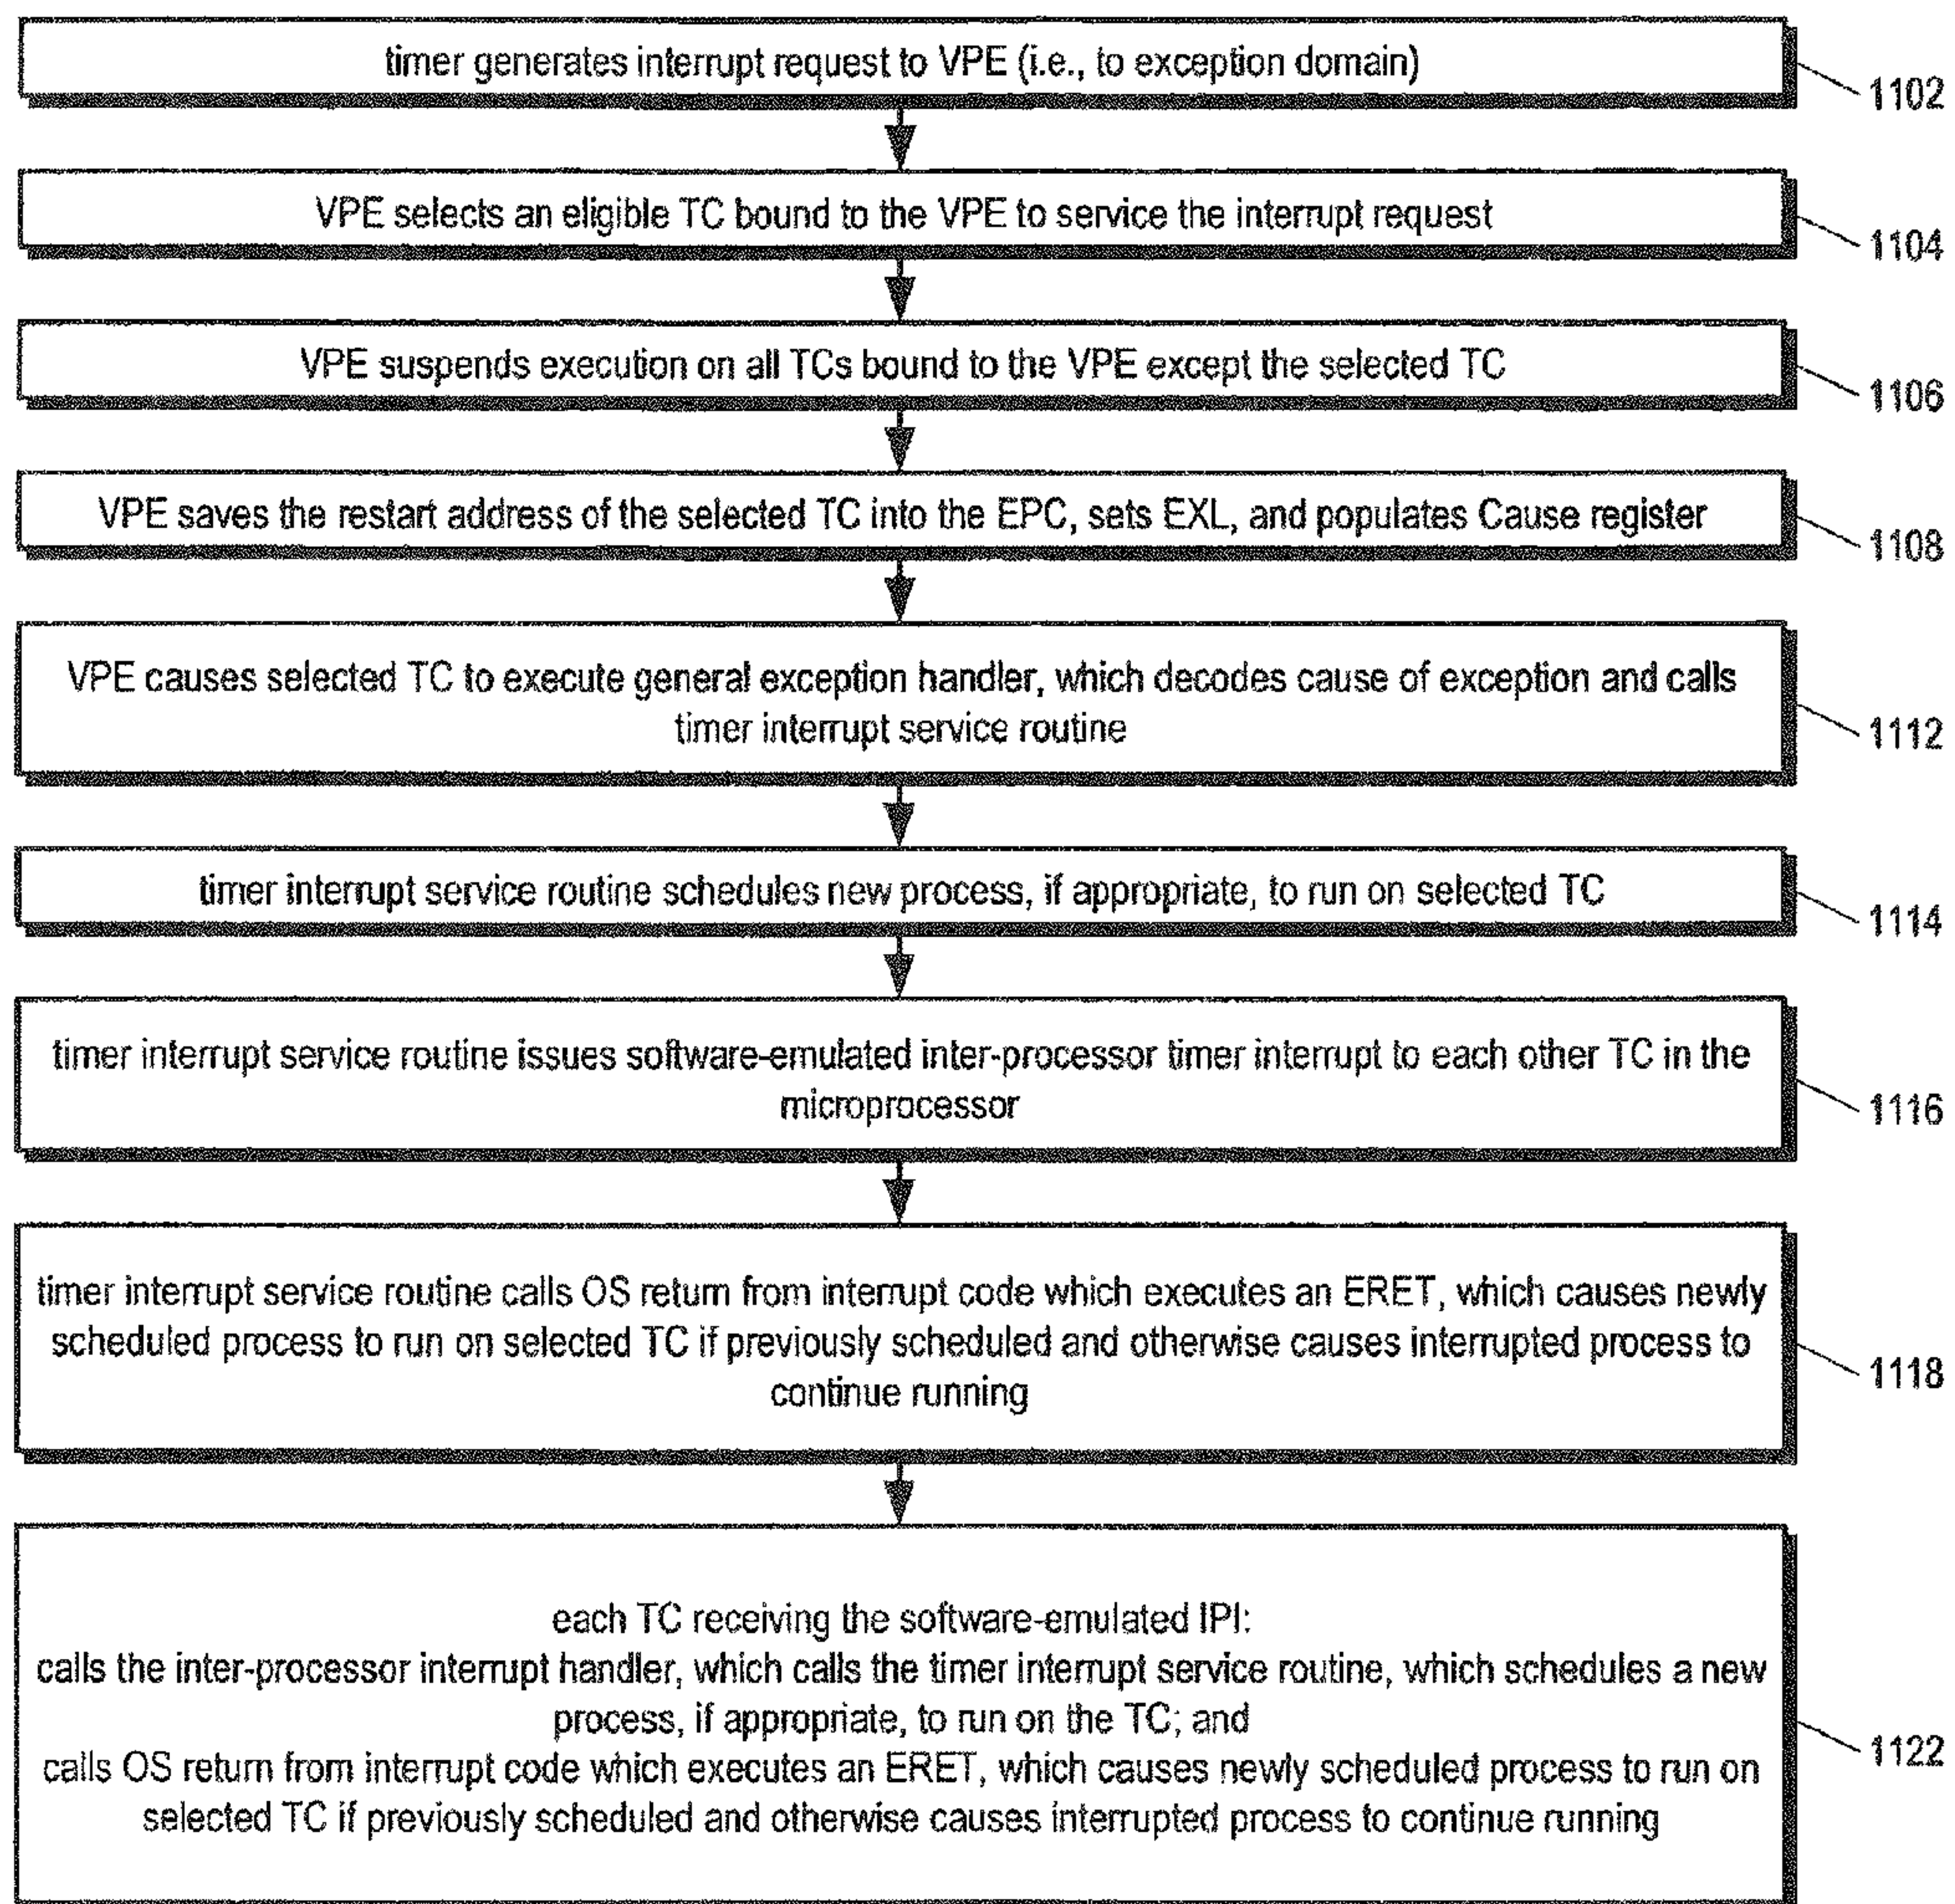 timer generates interrupt request to VPE (i.e., to exception domain)
1102
VPE selects an eligible TC bound to the VPE to service the interrupt request
1104
VPE suspends execution on all TCs bound to the VPE except the selected TC
1106
VPE saves the restart address of the selected TC into the EPC, sets EXL, and populates Cause register
1108
VPE causes selected TC to execute general exception handler, which decodes cause of exception and calls
timer interrupt service routine
1112
timer interrupt service routine schedules new process, if appropriate, to run on selected TC
1114
timer interrupt service routine issues software-emulated inter-processor timer interrupt to each other TC in the
microprocessor
1116
timer interrupt service routine calls OS return from interrupt code which executes an ERET, which causes newly
scheduled process to run on selected TC if previously scheduled and otherwise causes interrupted process to
continue running
1118
each TC receiving the software-emulated IPI:
calls the inter-processor interrupt handler, which calls the timer interrupt service routine, which schedules a new
process, if appropriate, to run on the TC; and
calls OS return from interrupt code which executes an ERET, which causes newly scheduled process to run on
selected TC if previously scheduled and otherwise causes interrupted process to continue running
1122